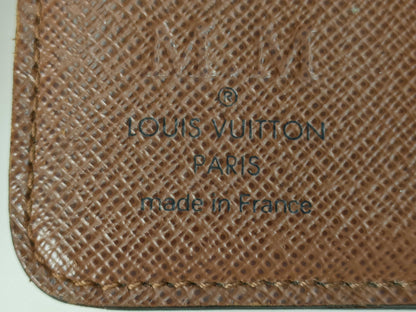 M. M
®
LOUIS VUITTON
PARIS
made in France